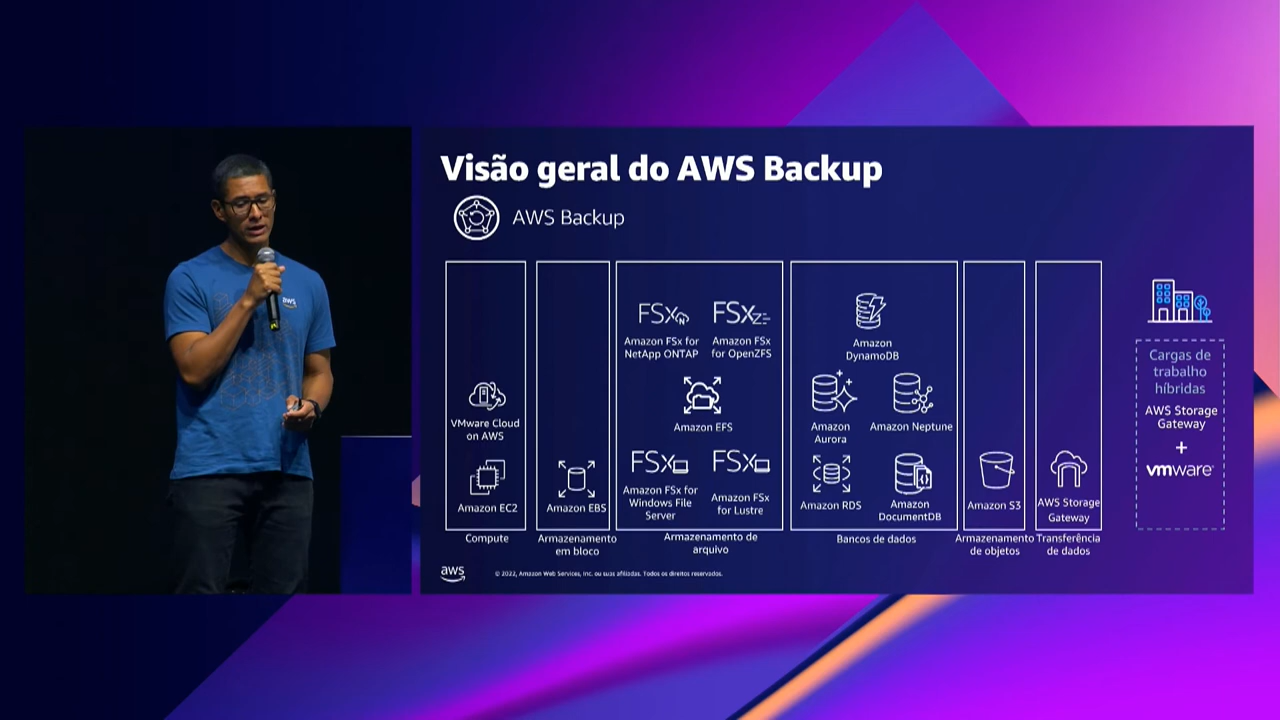 Visão geral do AWS Backup
AWS Backup
VMware Cloud
on AWS
Amazon EC2
Compute
Amazon EBS
Armazenamento
em bloco
FSx
Amazon FSx for
NetApp ONTAP
FSx
Amazon FSx
for OpenZFS
Amazon EFS
FSx
Amazon FSx for
Windows File
Server
FSx
Amazon FSx
for Lustre
Armazenamento de
arquivo
Amazon
DynamoDB
Amazon
Aurora
Amazon Neptune
Amazon RDS
Amazon
DocumentDB
Bancos de dados
Amazon S3
Armazenamento
de objetos
AWS Storage
Gateway
Transferência
de dados
Cargas de
trabalho
híbridas
AWS Storage
Gateway
+
vmware
aws
© 2022, Amazon Web Services, Inc. ou suas afiliadas. Todos os direitos reservados.
aws